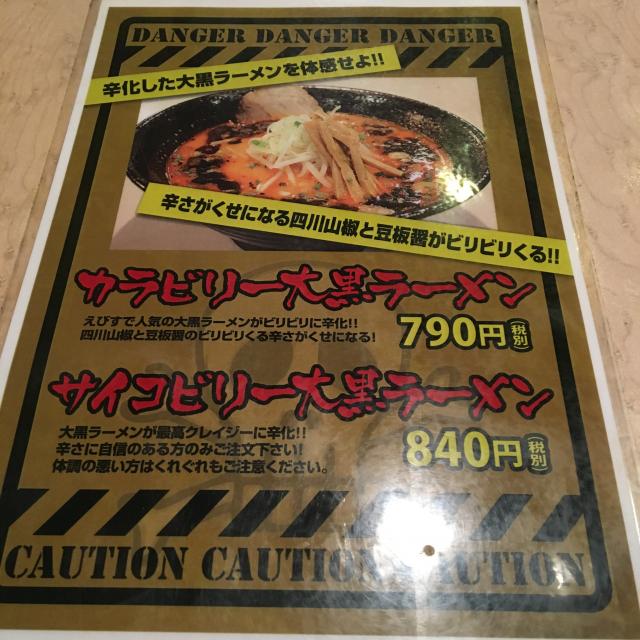 DANGER DANGER DANGER
辛化した大黒ラーメンを体感せよ!!
辛さがくせになる四川山椒と豆板醤がビリビリくる!!
カラビリー大黒ラーメン
えびすで人気の大黒ラーメンがビリビリに辛化!!
四川山椒と豆板醤のビリビリくる辛さがくせになる!
790円(税別)
サイコビリー大黒ラーメン
大黒ラーメンが最高クレイジーに辛化!!
辛さに自信のある方のみご注文下さい!
体調の悪い方はくれぐれもご注意ください。
840円(税別)
CAUTION CAUTION CAUTION